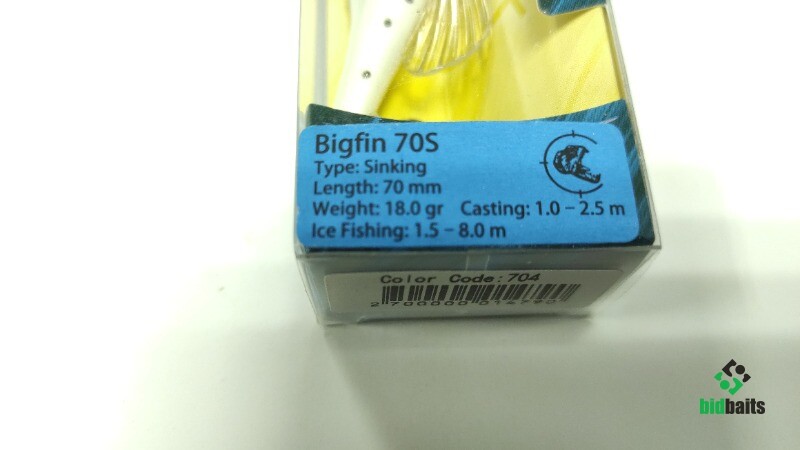 Bigfin 70S
Type: Sinking
Length: 70 mm
Weight: 18.0 gr Casting: 1.0 – 2.5 m
Ice Fishing: 1.5 – 8.0 m
Color Code:704
bidbaits